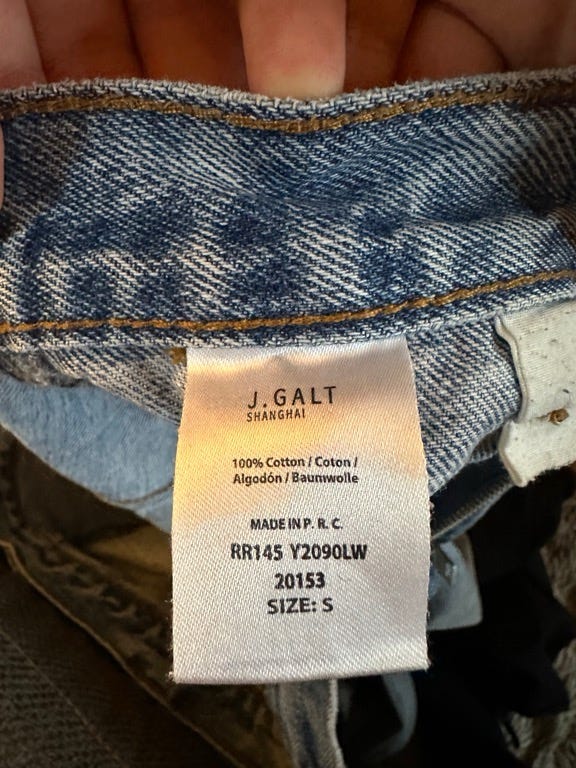 J.GALT
SHANGHAI
100% Cotton / Coton /
Algodón / Baumwolle
MADE IN P. R. C.
RR145 Y2090LW
20153
SIZE: S